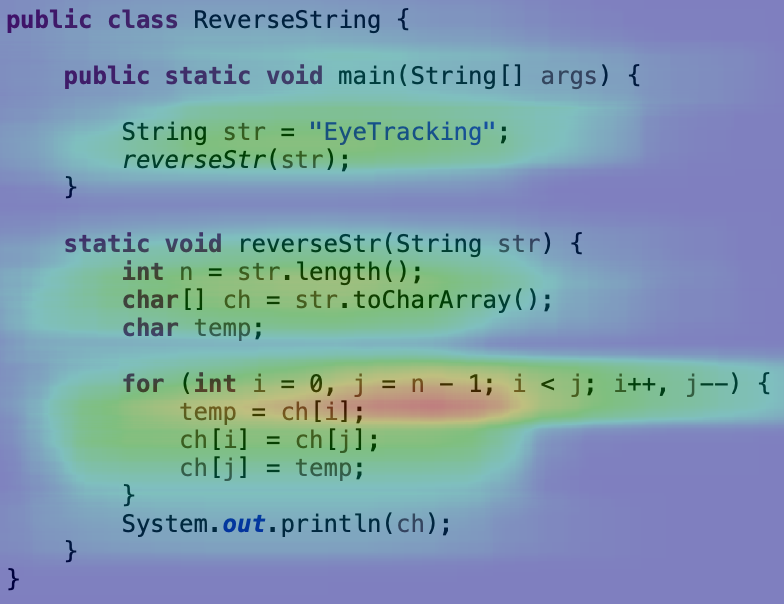 public class ReverseString {
public static void main(String[] args) {
String str = "EyeTracking";
reverseStr(str);
}
static void reverseStr(String str) {
int n = str.length();
char[] ch = str.toCharArray();
char temp;
for (int i = 0, j = n - 1; i < j; i++, j--) {
temp = ch[i];
ch[i] = ch[j];
ch[j] = temp;
}
System.out.println(ch);
}
}